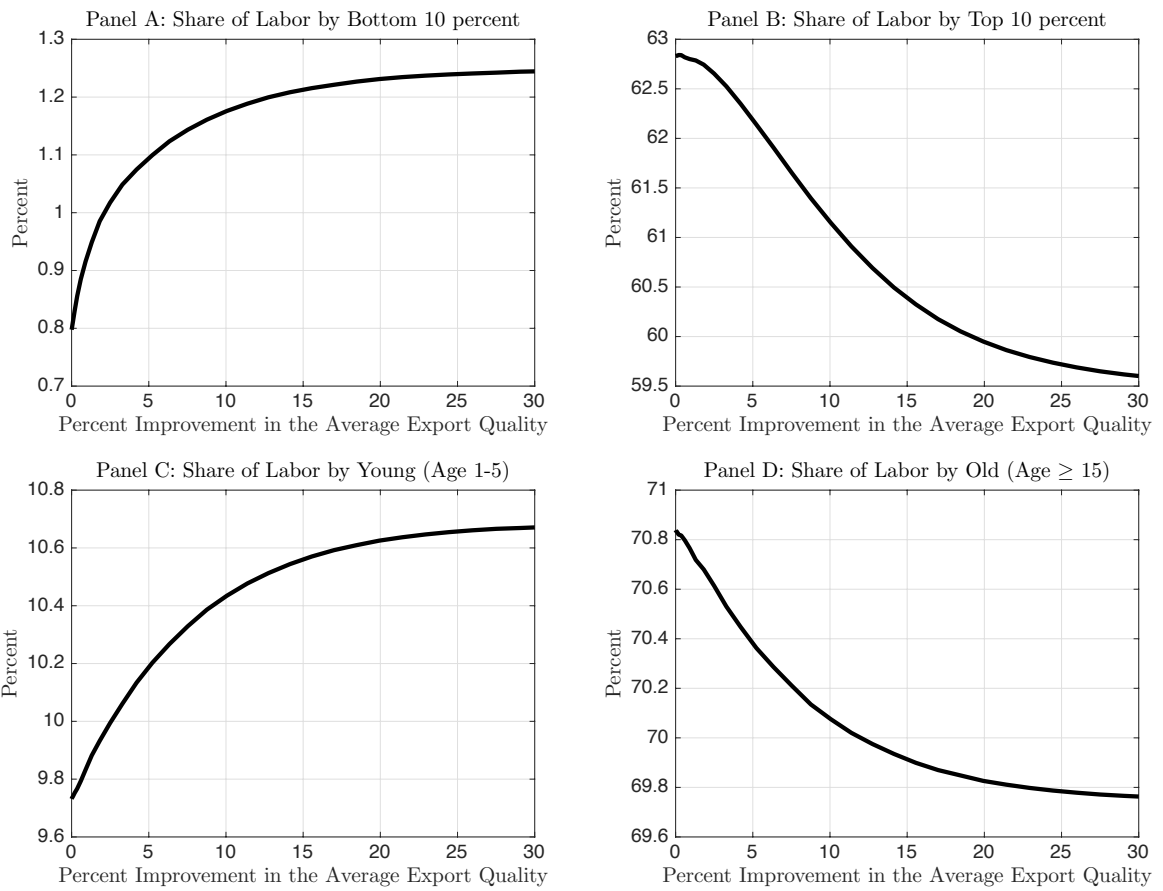 Panel A: Share of Labor by Bottom 10 percent
1.3
1.2
1.1
1
0.9
0.8
0.7
Percent
0 5 10 15 20 25 30
Percent Improvement in the Average Export Quality
Panel B: Share of Labor by Top 10 percent
63
62.5
62
61.5
61
60.5
60
59.5
Percent
0 5 10 15 20 25 30
Percent Improvement in the Average Export Quality
Panel C: Share of Labor by Young (Age 1-5)
10.8
10.6
10.4
10.2
10
9.8
9.6
Percent
0 5 10 15 20 25 30
Percent Improvement in the Average Export Quality
Panel D: Share of Labor by Old (Age ≥ 15)
71
70.8
70.6
70.4
70.2
70
69.8
69.6
Percent
0 5 10 15 20 25 30
Percent Improvement in the Average Export Quality